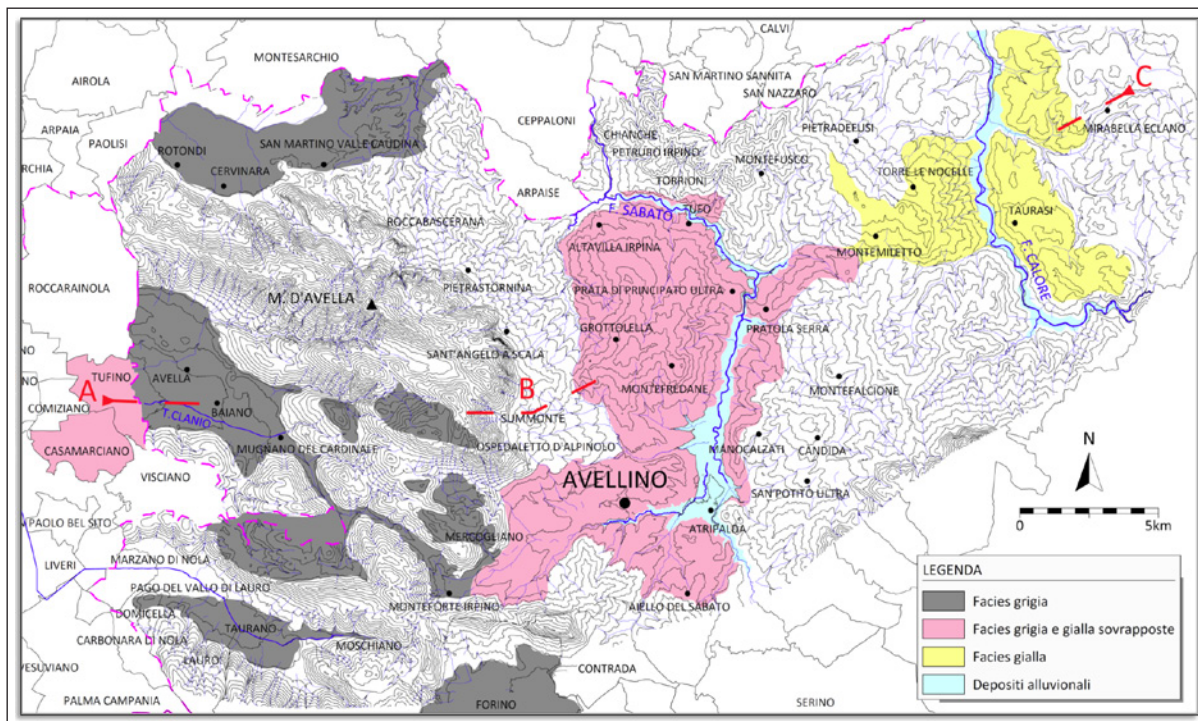 CALVI
MONTESARCHIO
AIROLA
SAN MARTINO SANNITA
SAN NAZZARO
C
CEPPALONI
CHIANCHE
PIETRADEFUSI
MIRABELLA ECLANO
ARPAIA
PAOLISI
ROTONDI
SAN MARTINO VALLE CAUDINA
PETRURO IRPINO
MONTEFUSCO
CERVINARA
ARPAISE
TORRIONI
TORRE LE NOCELLE
ROCCABASCERANA
F. SABATO
TUFO
TAURASI
ALTAVILLA IRPINA
MONTEMILETTO
F. CALORE
ROCCARAINOLA
PIETRASTORNINA
M. D'AVELLA
PRATA DI PRINCIPATO ULTRA
PRATOLA SERRA
GROTTOLELLA
SANT'ANGELO A SCALA
TUFINO
AVELLA
MONTEFREDANE
MONTEFALCIONE
A
B
COMIZIANO
BAIANO
T.CLANIO
SUMMONTE
CASAMARCIANO
MUGNANO DEL CARDINALE
OSPEDALETTO D'ALPINOLO
MANOCALZATI
CANDIDA
N
VISCIANO
AVELLINO
SAN POTITO ULTRA
0
5km
PAOLO BEL SITO
MERCOGLIANO
ATRIPALDA
LIVERI
MARZANO DI NOLA
PAGO DEL VALLO DI LAURO
MONTEFORTE IRPINO
AIELLO DEL SABATO
DOMICELLA
TAURANO
CARBONARA DI NOLA
MOSCHIANO
LAURO
CONTRADA
PALMA CAMPANIA
FORINO
SERINO
LEGENDA
Facies grigia
Facies grigia e gialla sovrapposte
Facies gialla
Depositi alluvionali